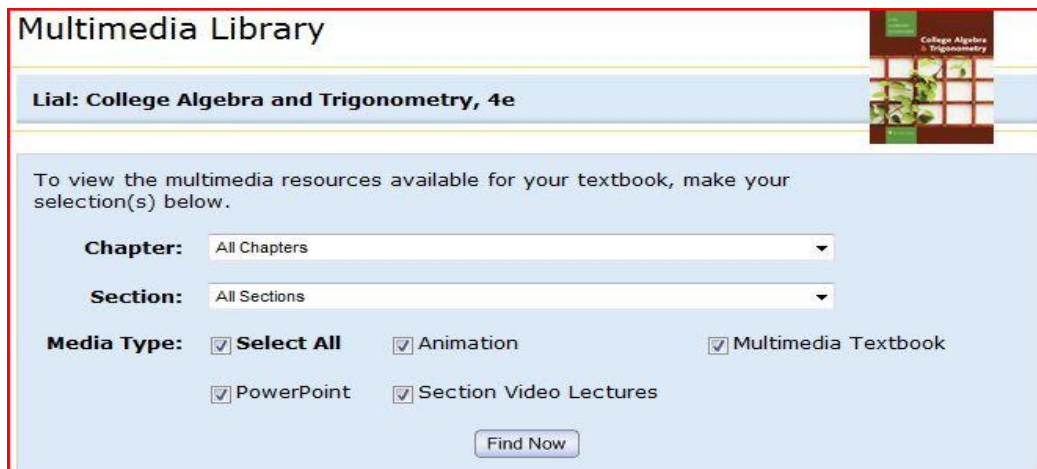 Multimedia Library
College Algebra
& Trigonometry
Lial: College Algebra and Trigonometry, 4e
To view the multimedia resources available for your textbook, make your
selection(s) below.
Chapter: All Chapters
Section: All Sections
Media Type: Select All Animation Multimedia Textbook
PowerPoint Section Video Lectures
Find Now